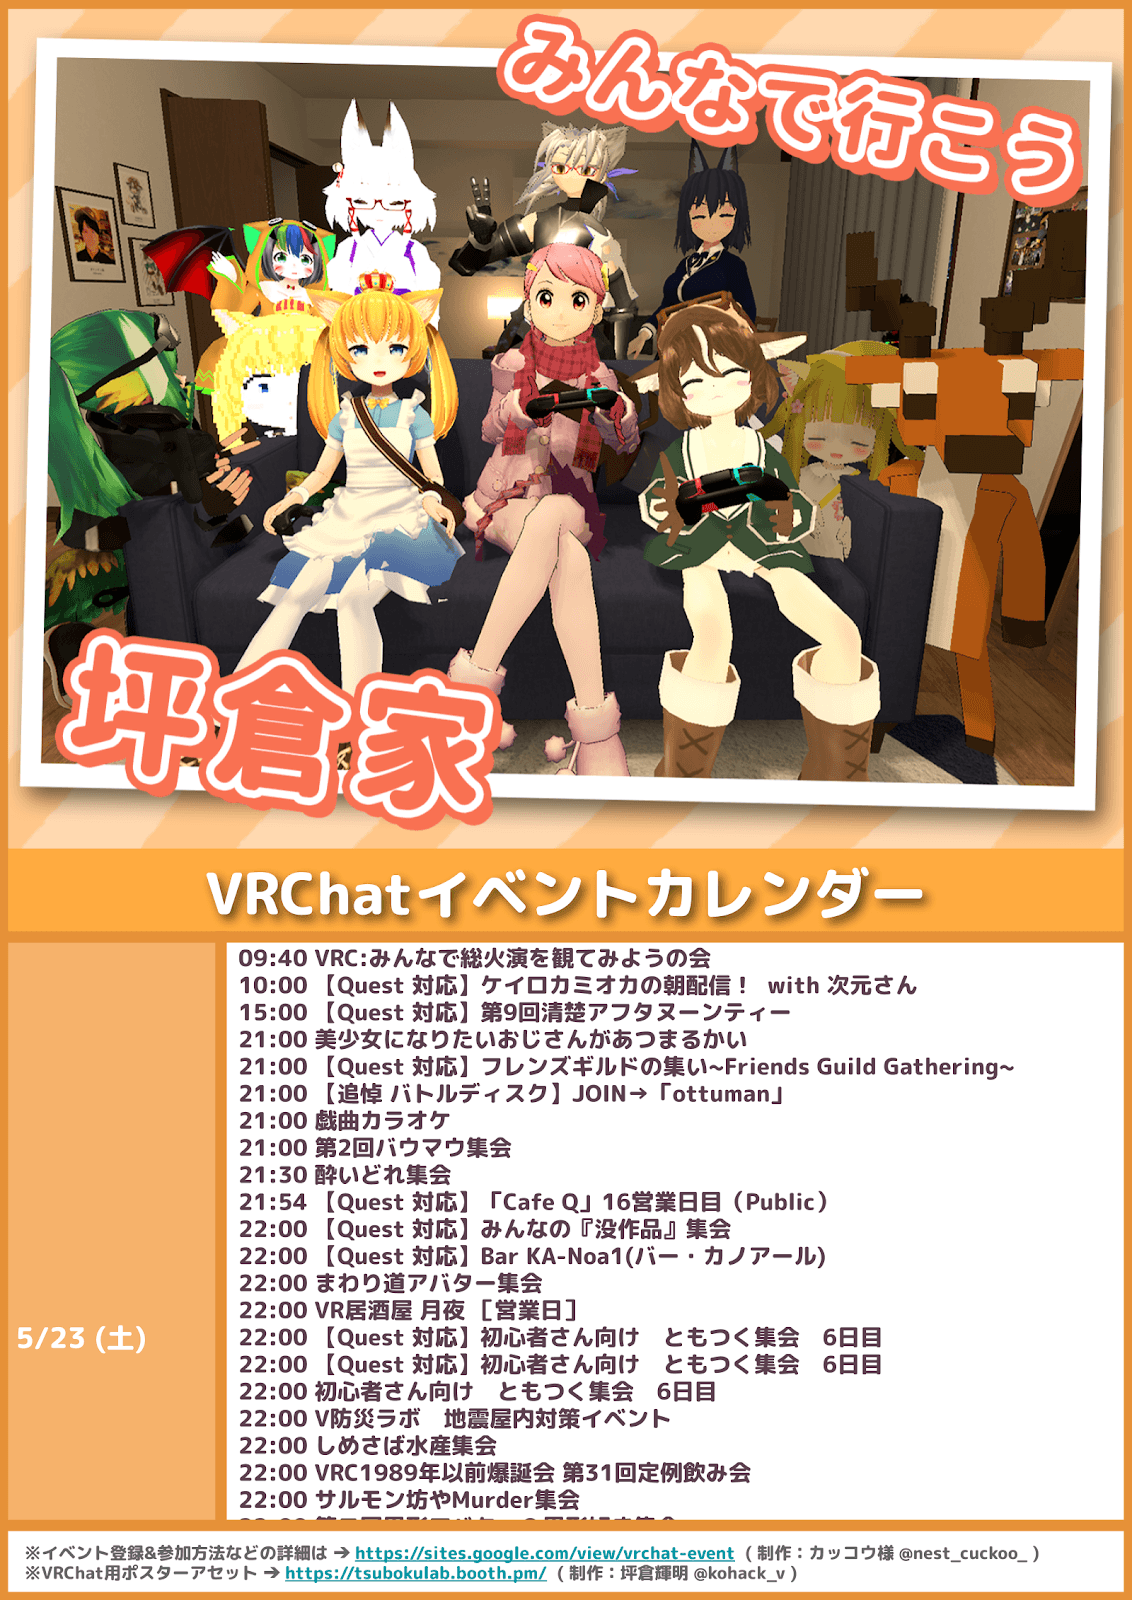 みんなで行こう
坪倉家
VRChatイベントカレンダー
5/23 (土)
09:40 VRC:みんなで総火演を観てみようの会
10:00 【Quest 対応】ケイロカミオカの朝配信！ with 次元さん
15:00 【Quest 対応】第9回清楚アフタヌーンティー
21:00 美少女になりたいおじさんがあつまるかい
21:00 【Quest 対応】フレンズギルドの集い~Friends Guild Gathering~
21:00 【追悼 バトルディスク】JOIN→「ottuman」
21:00 戯曲カラオケ
21:00 第2回バウマウ集会
21:30 酔いどれ集会
21:54 【Quest 対応】「Cafe Q」16営業日目（Public）
22:00 【Quest 対応】みんなの『没作品』集会
22:00 【Quest 対応】Bar KA-Noa1(バー・カノアール)
22:00 まわり道アバター集会
22:00 VR居酒屋 月夜 ［営業日］
22:00 【Quest 対応】初心者さん向け　ともつく集会　6日目
22:00 【Quest 対応】初心者さん向け　ともつく集会　6日目
22:00 初心者さん向け　ともつく集会　6日目
22:00 V防災ラボ　地震屋内対策イベント
22:00 しめさば水産集会
22:00 VRC1989年以前爆誕会 第31回定例飲み会
22:00 サルモン坊やMurder集会
※イベント登録&参加方法などの詳細は ➔ https://sites.google.com/view/vrchat-event （ 制作：カッコウ様 @nest_cuckoo_ ）
※VRChat用ポスターアセット ➔ https://tsubokulab.booth.pm/ （ 制作：坪倉輝明 @kohack_v ）